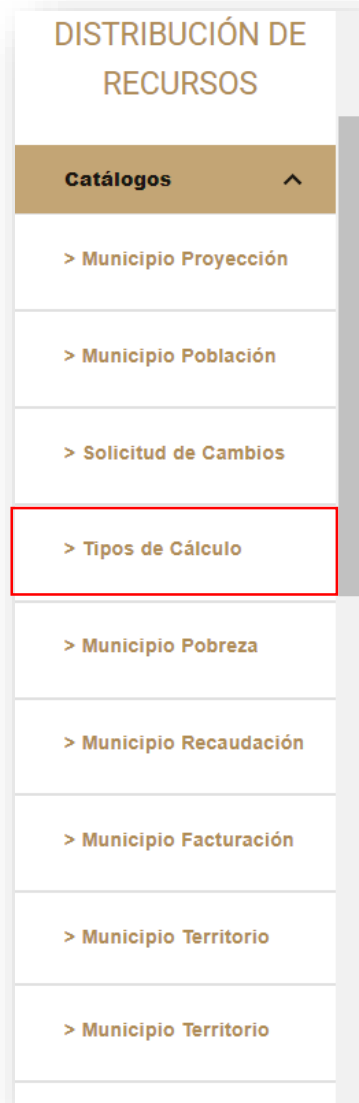 DISTRIBUCIÓN DE
RECURSOS
Catálogos
> Municipio Proyección
> Municipio Población
> Solicitud de Cambios
> Tipos de Cálculo
> Municipio Pobreza
> Municipio Recaudación
> Municipio Facturación
> Municipio Territorio
> Municipio Territorio